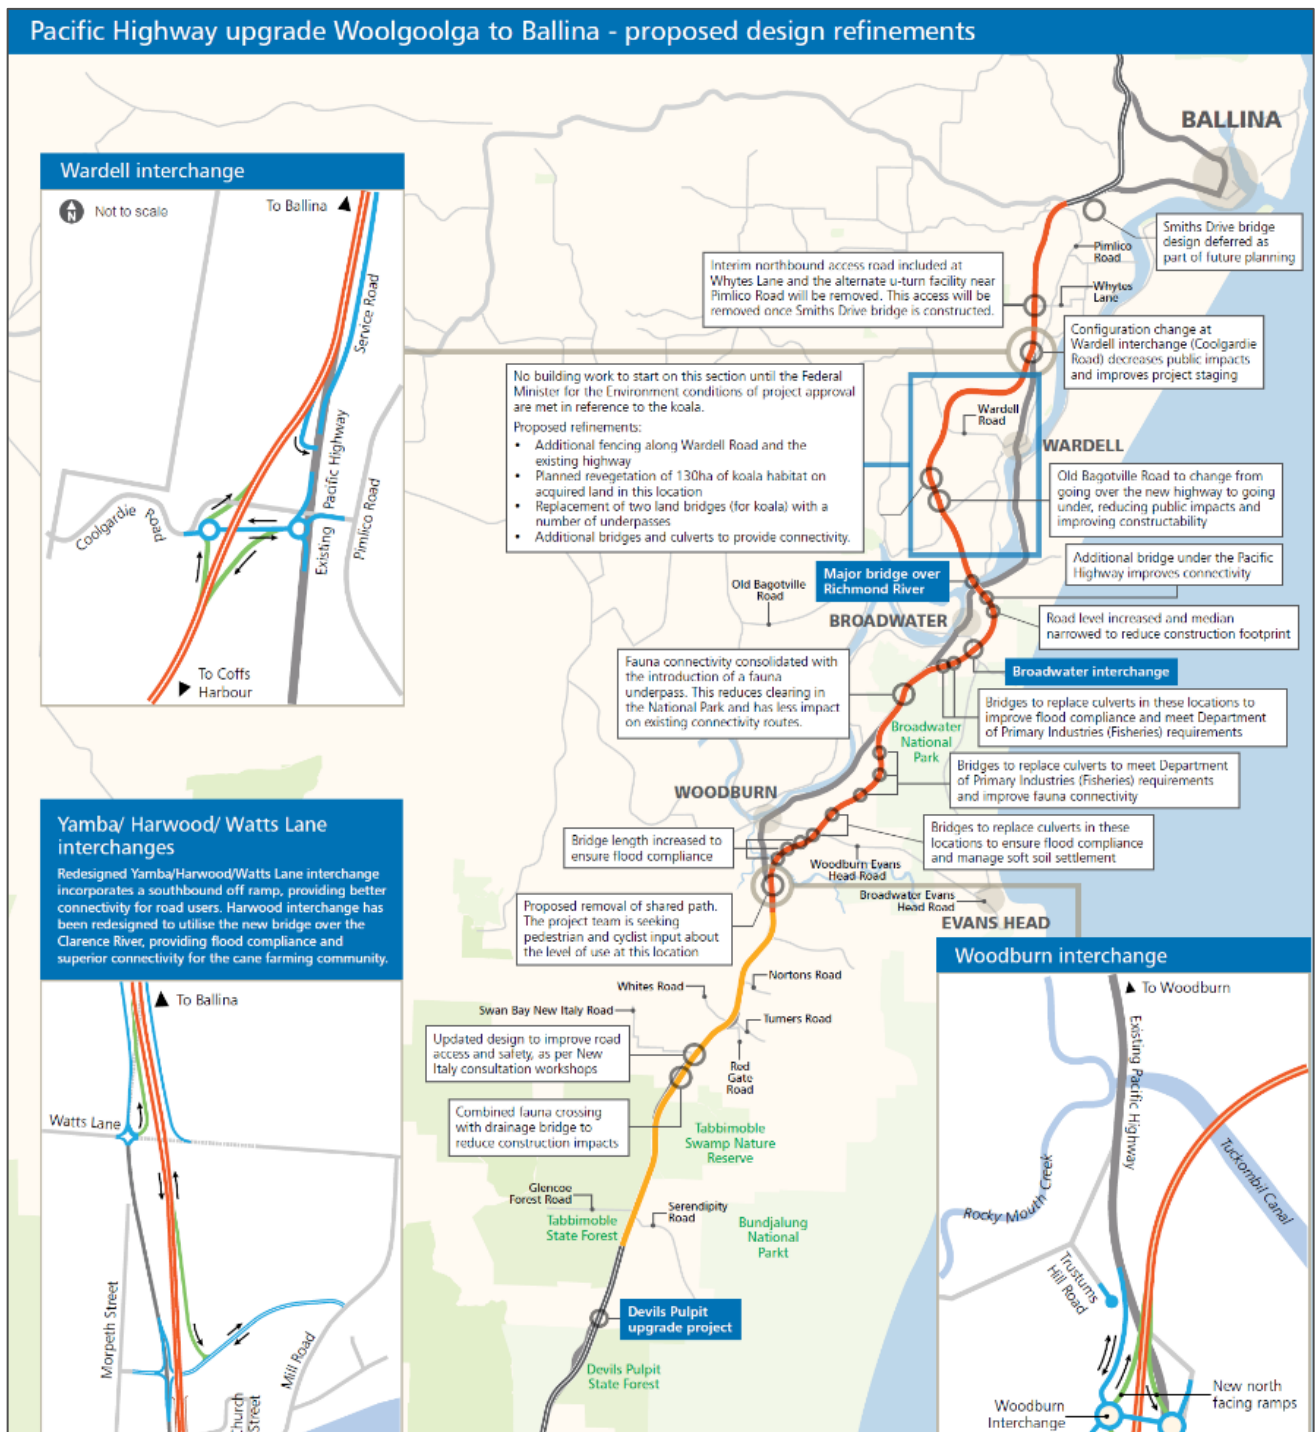 Pacific Highway upgrade Woolgoolga to Ballina - proposed design refinements
BALLINA
Wardell interchange
N
Not to scale
To Ballina
Service Road
Existing Pacific Highway
Pimlico Road
Coolgardie Road
To Coffs
Harbour
Smiths Drive bridge
design deferred as
part of future planning
Pimlico
Road
Whytes
Lane
Interim northbound access road included at
Whytes Lane and the alternate u-turn facility near
Pimlico Road will be removed. This access will be
removed once Smiths Drive bridge is constructed.
Configuration change at
Wardell interchange (Coolgardie
Road) decreases public impacts
and improves project staging
No building work to start on this section until the Federal
Minister for the Environment conditions of project approval
are met in reference to the koala.
Proposed refinements:
• Additional fencing along Wardell Road and the
existing highway
• Planned revegetation of 130ha of koala habitat on
acquired land in this location
• Replacement of two land bridges (for koala) with a
number of underpasses
• Additional bridges and culverts to provide connectivity.
Wardell
Road
WARDELL
Old Bagotville Road to change from
going over the new highway to going
under, reducing public impacts and
improving constructability
Additional bridge under the Pacific
Highway improves connectivity
Major bridge over
Richmond River
Old Bagotville
Road
BROADWATER
Road level increased and median
narrowed to reduce construction footprint
Broadwater interchange
Fauna connectivity consolidated with
the introduction of a fauna
underpass. This reduces clearing in
the National Park and has less impact
on existing connectivity routes.
Bridges to replace culverts in these locations to
improve flood compliance and meet Department
of Primary Industries (Fisheries) requirements
Broadwater
National
Park
Bridges to replace culverts to meet Department
of Primary Industries (Fisheries) requirements
and improve fauna connectivity
WOODBURN
Bridges to replace culverts in these
locations to ensure flood compliance
and manage soft soil settlement
Bridge length increased to
ensure flood compliance
Woodburn Evans
Head Road
Broadwater Evans
Head Road
EVANS HEAD
Proposed removal of shared path.
The project team is seeking
pedestrian and cyclist input about
the level of use at this location
Nortons Road
Whites Road
Swan Bay New Italy Road
Turners Road
Red
Gate
Road
Updated design to improve road
access and safety, as per New
Italy consultation workshops
Combined fauna crossing
with drainage bridge to
reduce construction impacts
Tabbimoble
Swamp Nature
Reserve
Glencoe
Forest Road
Serendipity
Road
Tabbimoble
State Forest
Bundjalung
National
Parkt
Devils Pulpit
upgrade project
Devils Pulpit
State Forest
Yamba/ Harwood/ Watts Lane
interchanges
Redesigned Yamba/Harwood/Watts Lane interchange
incorporates a southbound off ramp, providing better
connectivity for road users. Harwood interchange has
been redesigned to utilise the new bridge over the
Clarence River, providing flood compliance and
superior connectivity for the cane farming community.
To Ballina
Watts Lane
Morpeth Street
Mill Road
Church
Street
Woodburn interchange
To Woodburn
Existing Pacific Highway
Tuckombil Canal
Rocky Mouth Creek
Trustums
Hill Road
New north
facing ramps
Woodburn
Interchange